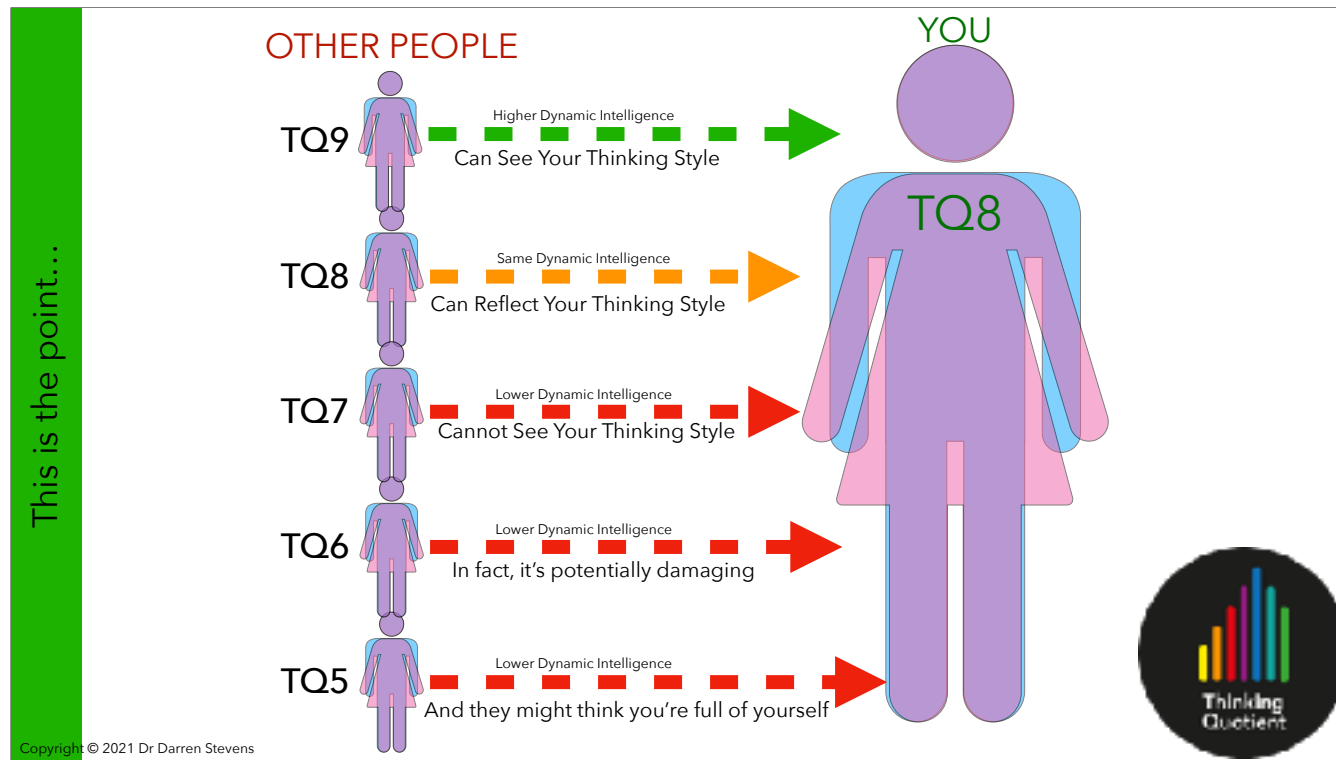 This is the point...
OTHER PEOPLE
YOU
TQ9
Higher Dynamic Intelligence
Can See Your Thinking Style
TQ8
TQ8
Same Dynamic Intelligence
Can Reflect Your Thinking Style
TQ7
Lower Dynamic Intelligence
Cannot See Your Thinking Style
TQ6
Lower Dynamic Intelligence
In fact, it’s potentially damaging
TQ5
Lower Dynamic Intelligence
And they might think you’re full of yourself
Thinking
Quotient
Copyright © 2021 Dr Darren Stevens